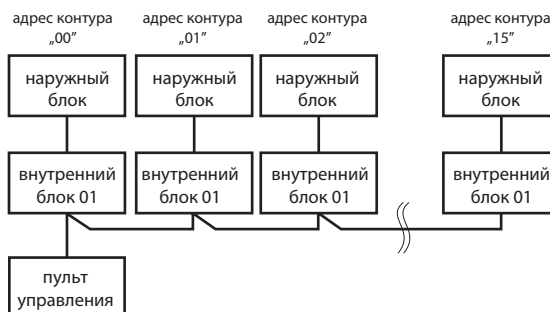 адрес контура адрес контура адрес контура адрес контура
„00” „01” „02” „15”
наружный наружный наружный наружный
блок блок блок блок
внутренний внутренний внутренний внутренний
блок 01 блок 01 блок 01 блок 01
пульт
управления